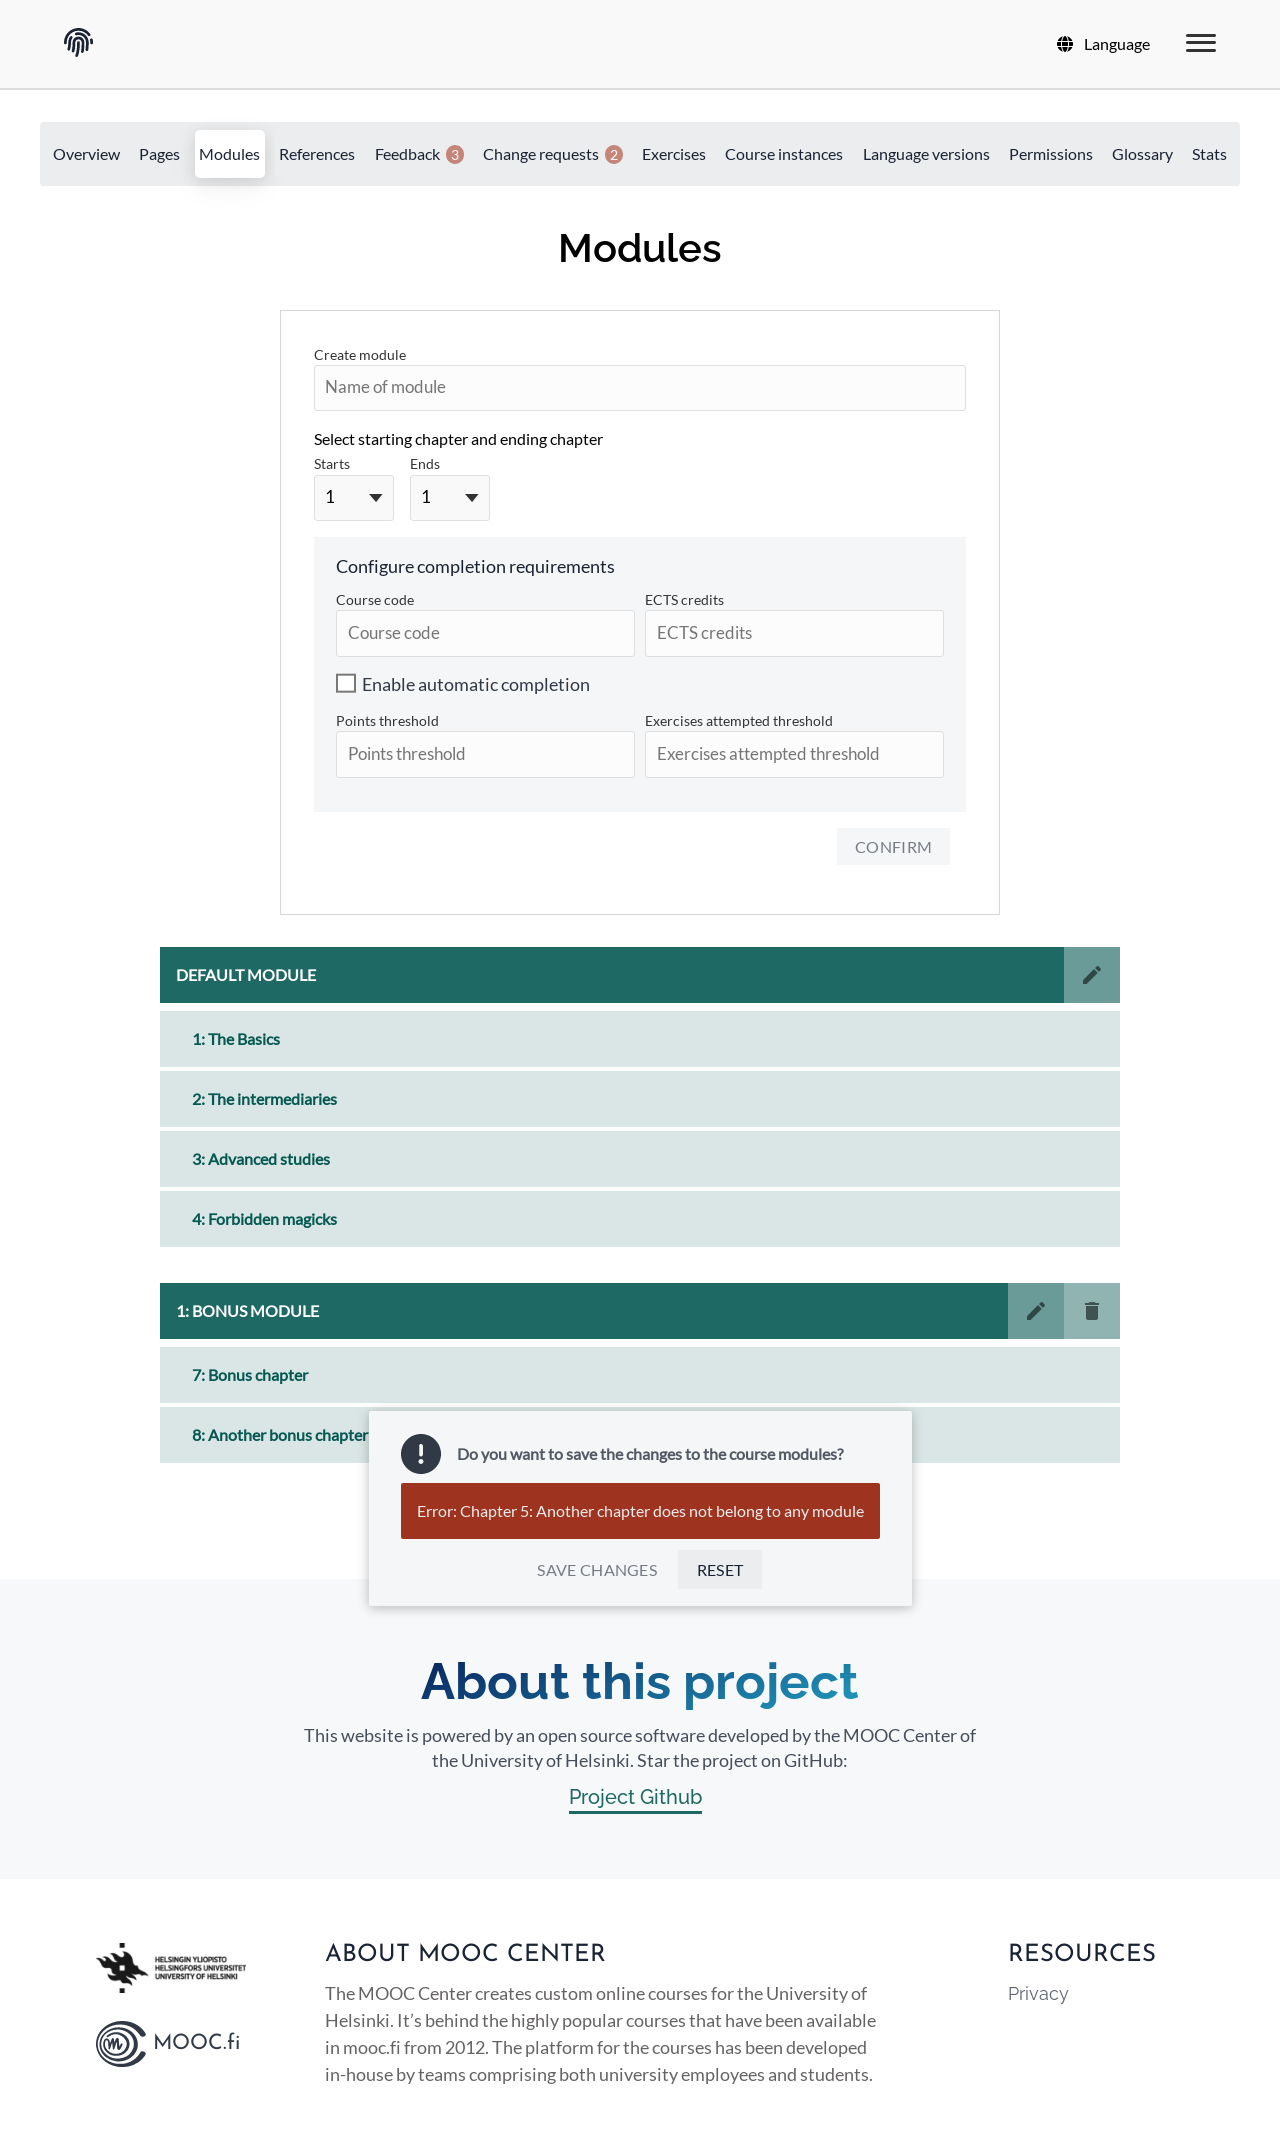 Language
Overview Pages Modules References Feedback 3 Change requests 2 Exercises Course instances Language versions Permissions Glossary Stats
Modules
Create module
Name of module
Select starting chapter and ending chapter
Starts Ends
1 1
Configure completion requirements
Course code ECTS credits
Course code ECTS credits
Enable automatic completion
Points threshold Exercises attempted threshold
Points threshold Exercises attempted threshold
CONFIRM
DEFAULT MODULE
1: The Basics
2: The intermediaries
3: Advanced studies
4: Forbidden magicks
1: BONUS MODULE
7: Bonus chapter
8: Another bonus chapter
Do you want to save the changes to the course modules?
Error: Chapter 5: Another chapter does not belong to any module
SAVE CHANGES RESET
About this project
This website is powered by an open source software developed by the MOOC Center of
the University of Helsinki. Star the project on GitHub:
Project Github
HELSINGIN YLIOPISTO
HELSINGFORS UNIVERSITET
UNIVERSITY OF HELSINKI
MOOC.fi
ABOUT MOOC CENTER
The MOOC Center creates custom online courses for the University of
Helsinki. It’s behind the highly popular courses that have been available
in mooc.fi from 2012. The platform for the courses has been developed
in-house by teams comprising both university employees and students.
RESOURCES
Privacy